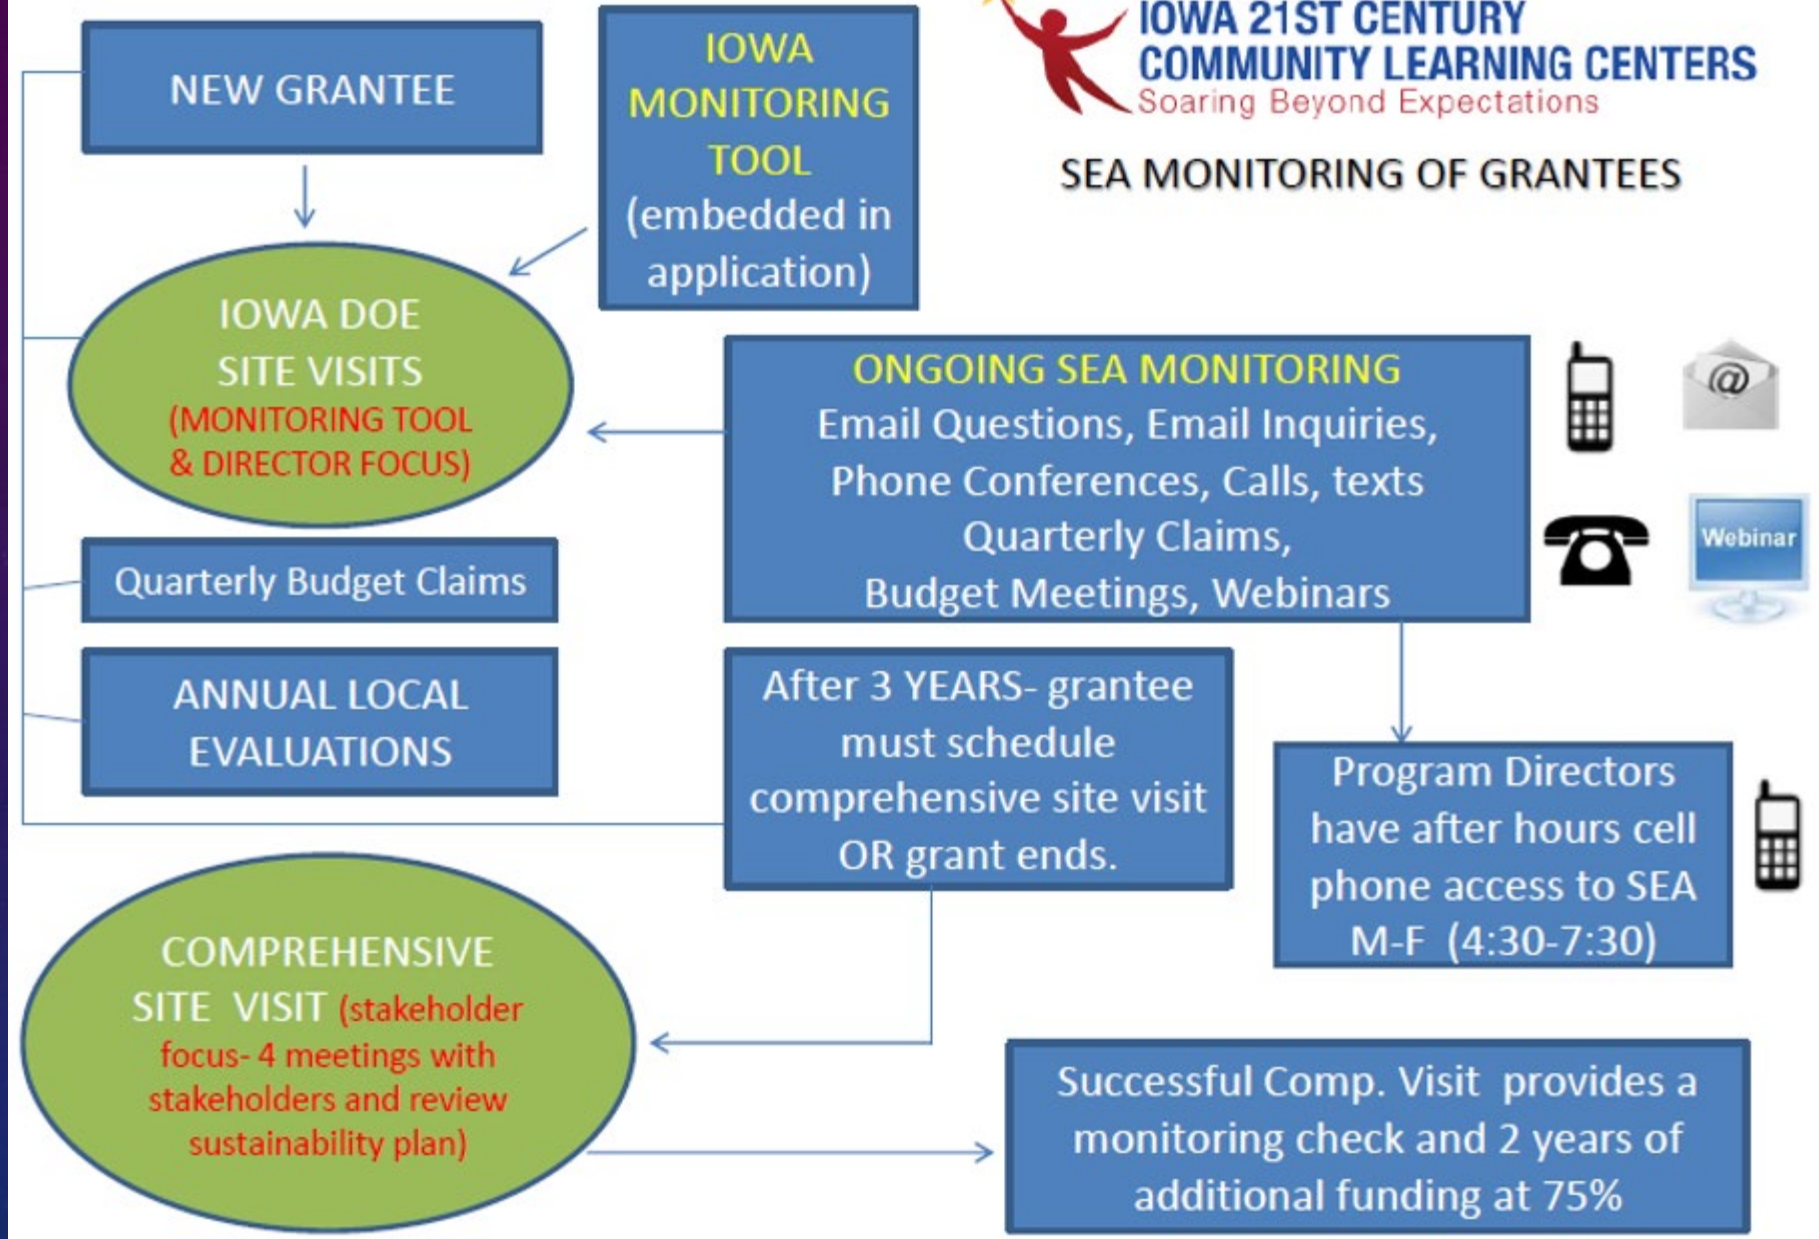 IOWA 21ST CENTURY
COMMUNITY LEARNING CENTERS
Soaring Beyond Expectations
SEA MONITORING OF GRANTEES
NEW GRANTEE
IOWA
MONITORING
TOOL
(embedded in
application)
IOWA DOE
SITE VISITS
(MONITORING TOOL
& DIRECTOR FOCUS)
ONGOING SEA MONITORING
Email Questions, Email Inquiries,
Phone Conferences, Calls, texts
Quarterly Claims,
Budget Meetings, Webinars
@
Webinar
Quarterly Budget Claims
ANNUAL LOCAL
EVALUATIONS
After 3 YEARS- grantee
must schedule
comprehensive site visit
OR grant ends.
Program Directors
have after hours cell
phone access to SEA
M-F (4:30-7:30)
COMPREHENSIVE
SITE VISIT (stakeholder
focus- 4 meetings with
stakeholders and review
sustainability plan)
Successful Comp. Visit provides a
monitoring check and 2 years of
additional funding at 75%